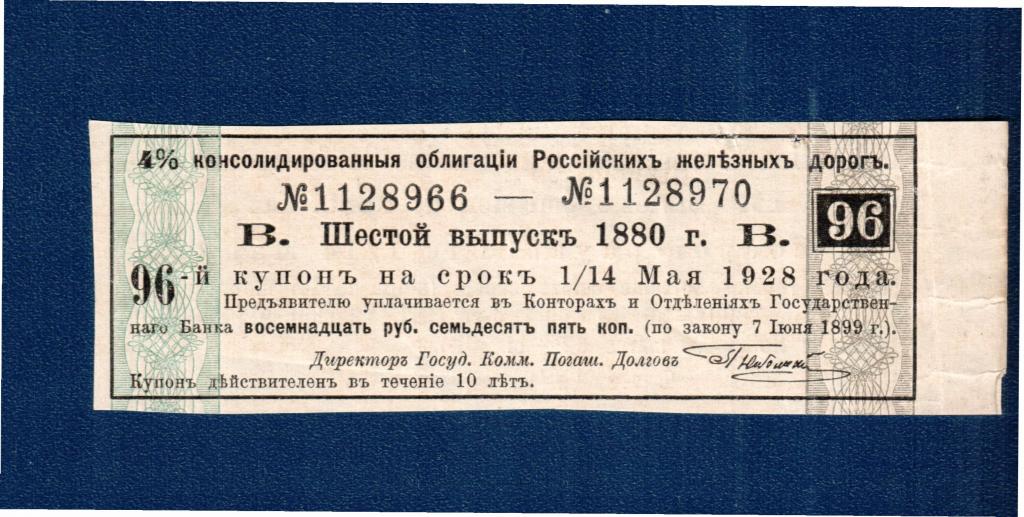 4% консолидированныя облигаціи Россійскихъ желѣзныхъ дорогъ.
№1128966 — №1128970
В. Шестой выпускъ 1880 г. В. 96
96-й купонъ на срокъ 1/14 Мая 1928 года.
Предъявителю уплачивается въ Конторахъ и Отдѣленіяхъ Государствен-
наго Банка восемнадцать руб. семьдесятъ пять коп. (по закону 7 Іюня 1899 г.).
Директоръ Госуд. Комм. Погаш. Долговъ
Купонъ дѣйствителенъ въ теченіе 10 лѣтъ.